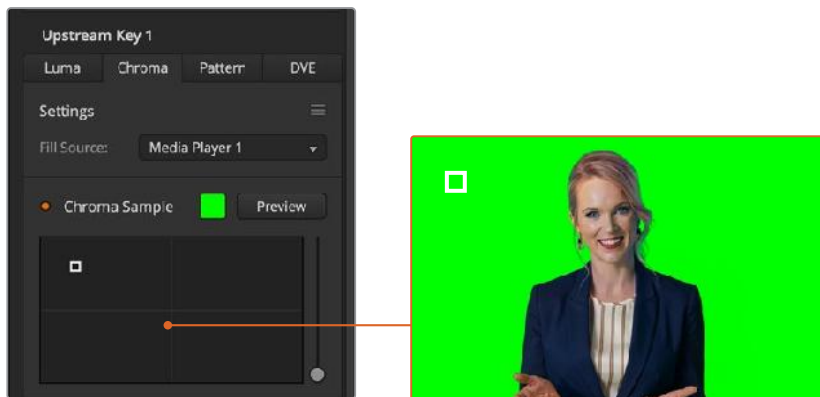 Upstream Key 1
Luma Chroma Pattern DVE
Settings
Fill Source: Media Player 1
Chroma Sample Preview